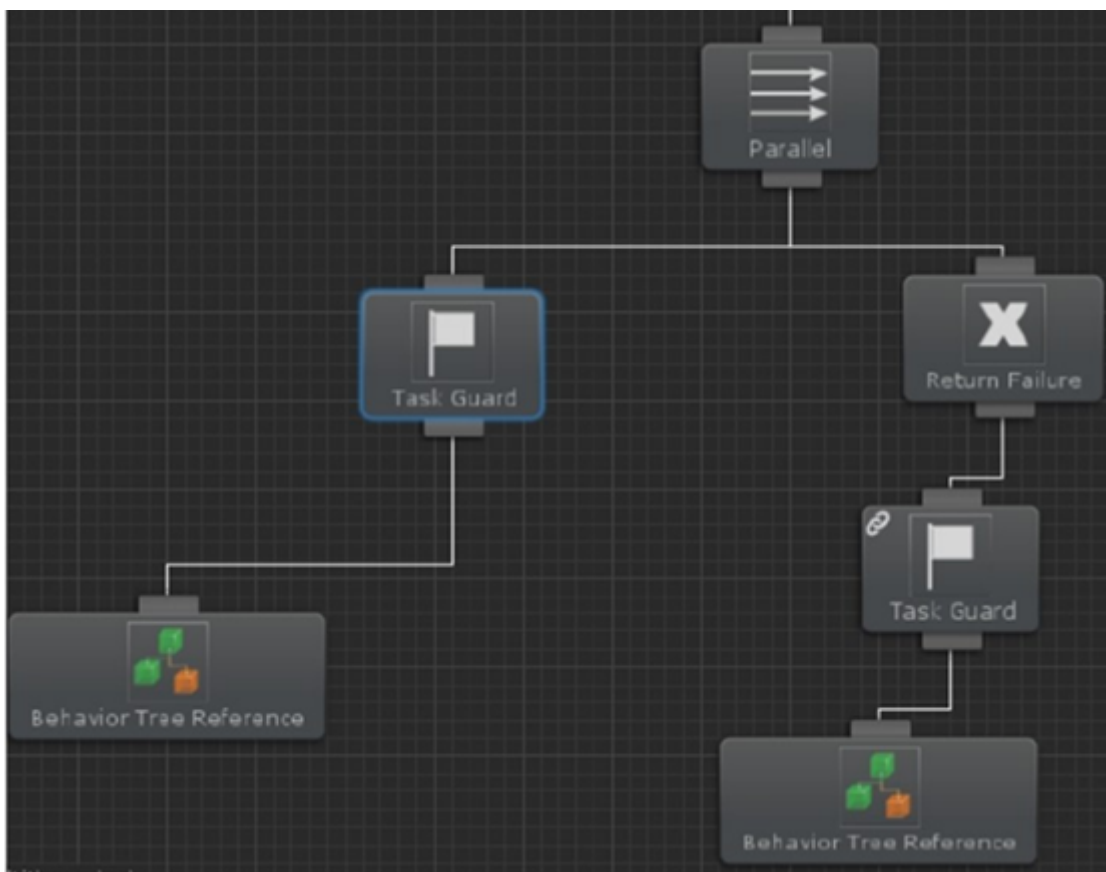 Parallel
Task Guard
Return Failure
Task Guard
Behavior Tree Reference
Behavior Tree Reference